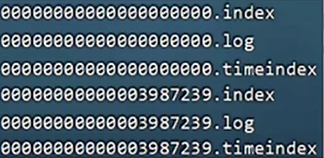 00000000000000000000.index
00000000000000000000.log
00000000000000000000.timeindex
00000000000003987239.index
00000000000003987239.log
00000000000003987239.timeindex